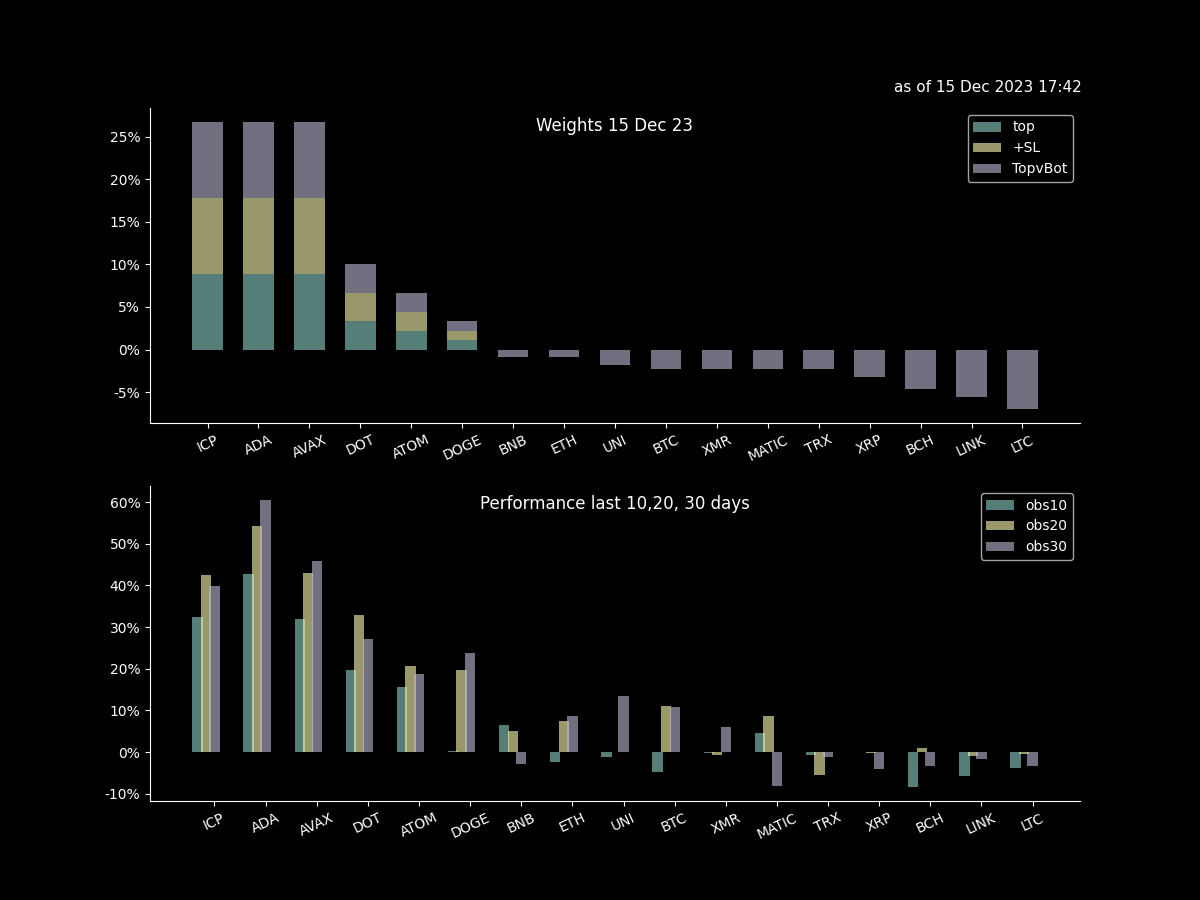 as of 15 Dec 2023 17:42
Weights 15 Dec 23
top
+SL
TopvBot
25%
20%
15%
10%
5%
0%
-5%
ICP ADA AVAX DOT ATOM DOGE BNB ETH UNI BTC XMR MATIC TRX XRP BCH LINK LTC
Performance last 10,20, 30 days
obs10
obs20
obs30
60%
50%
40%
30%
20%
10%
0%
-10%
ICP ADA AVAX DOT ATOM DOGE BNB ETH UNI BTC XMR MATIC TRX XRP BCH LINK LTC